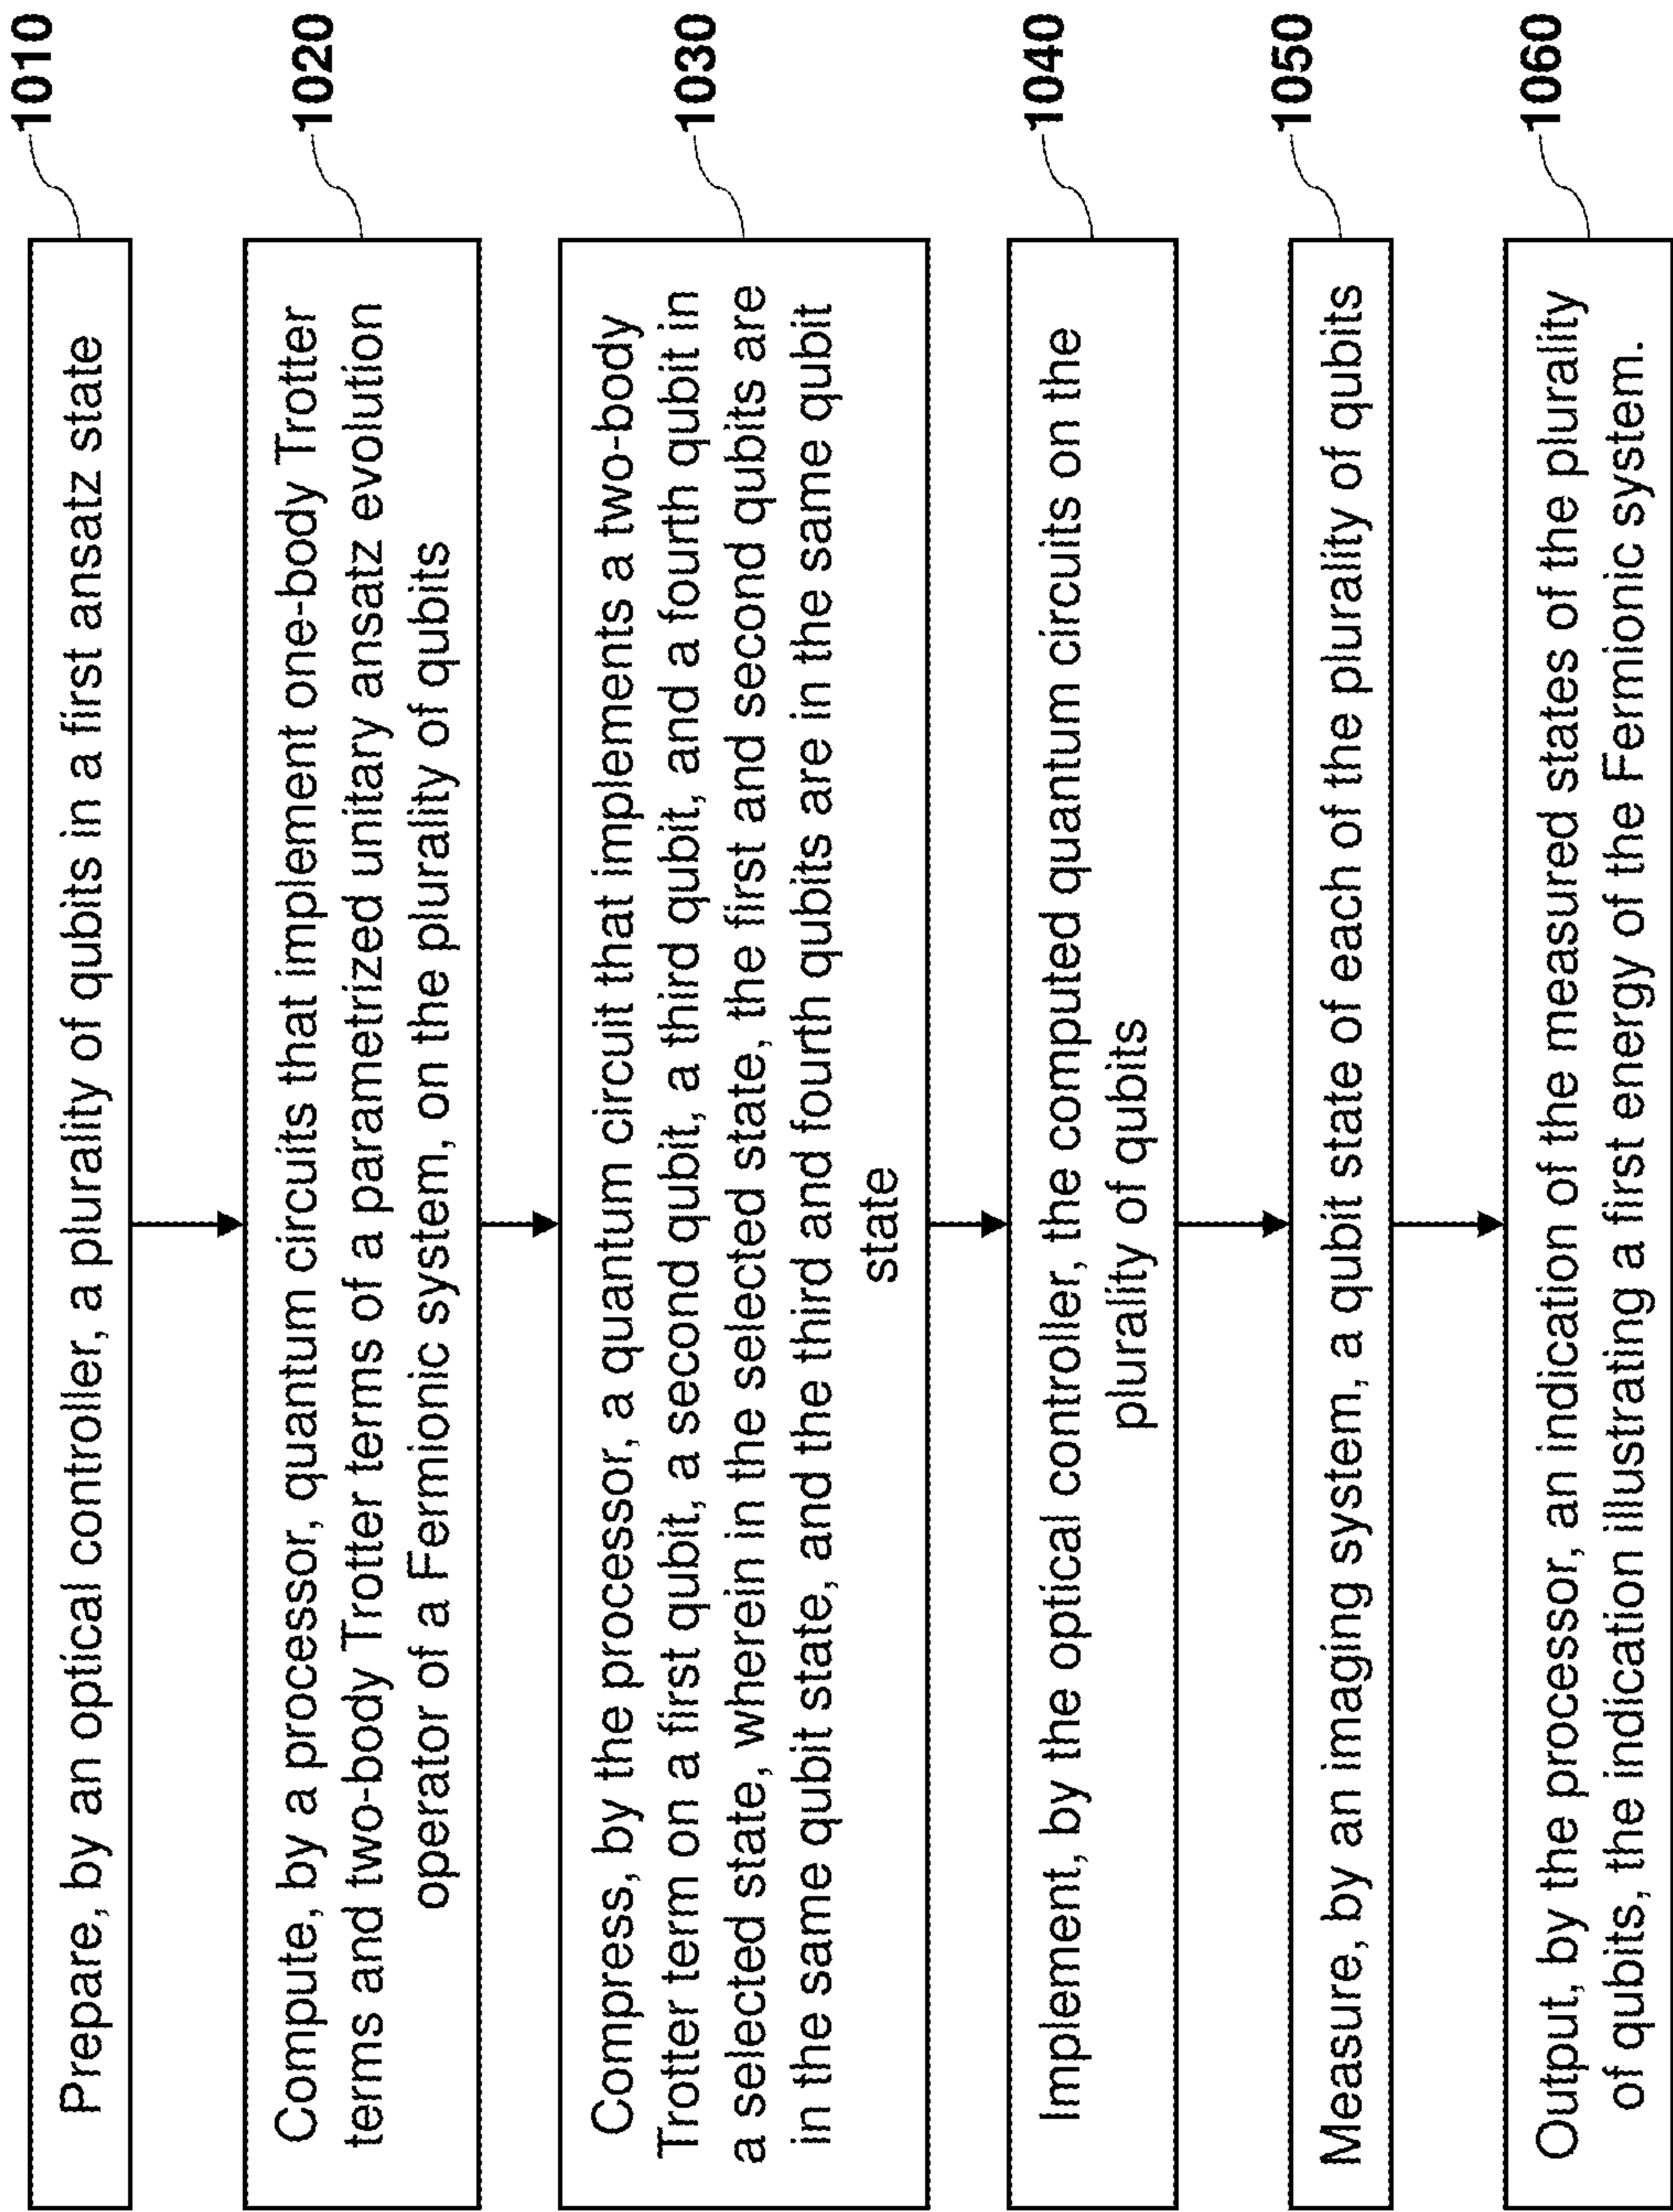 Prepare, by an optical controller, a plurality of qubits in a first ansatz state
1010
Compute, by a processor, quantum circuits that implement one-body Trotter
terms and two-body Trotter terms of a parametrized unitary ansatz evolution
operator of a Fermionic system, on the plurality of qubits
1020
Compress, by the processor, a quantum circuit that implements a two-body
Trotter term on a first qubit, a second qubit, a third qubit, and a fourth qubit in
a selected state, wherein in the selected state, the first and second qubits are
in the same qubit state, and the third and fourth qubits are in the same qubit
state
1030
Implement, by the optical controller, the computed quantum circuits on the
plurality of qubits
1040
Measure, by an imaging system, a qubit state of each of the plurality of qubits
1050
Output, by the processor, an indication of the measured states of the plurality
of qubits, the indication illustrating a first energy of the Fermionic system.
1060